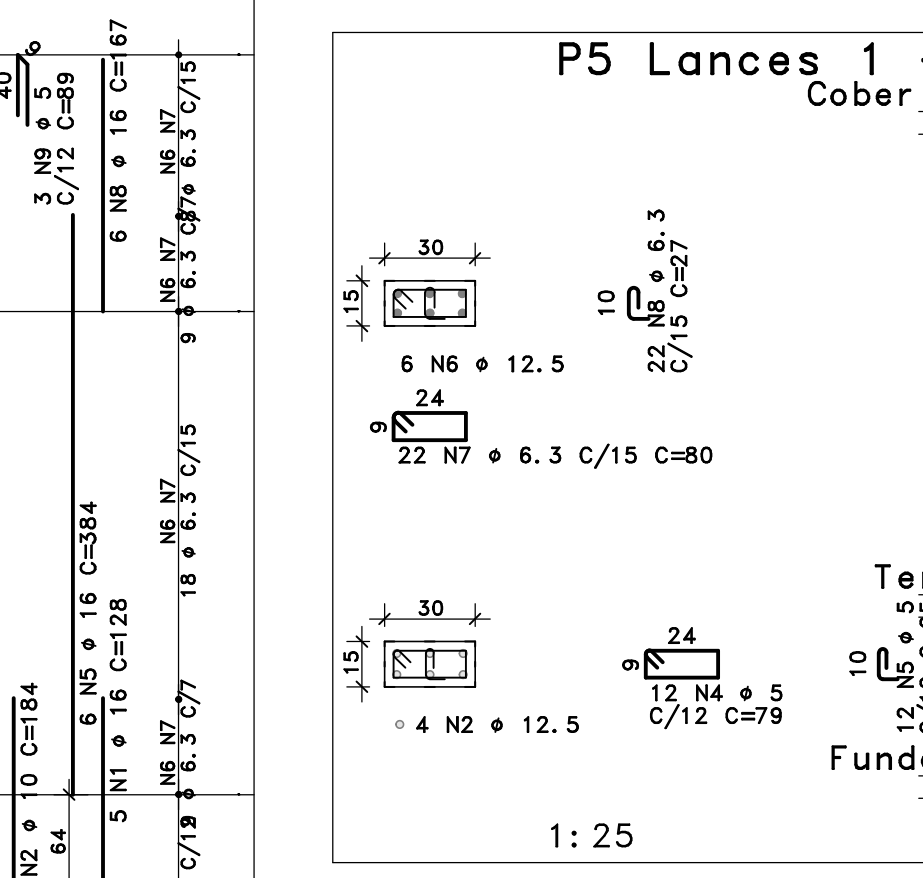 40
3 N9 ø 5
C/12 C=89
6 N8 ø 16 C=167
N6 N7
ø 6.3 C/15
N6 N7
ø 6.3 C/7
9
N6 N7
18 ø 6.3 C/15
6 N5 ø 16 C=384
5 N1 ø 16 C=128
N6 N7
ø 6.3 C/7
N2 ø 10 C=184
64
P5 Lances 1
Cober
30
15
6 N6 ø 12.5
10
22 N8 ø 6.3
C/15 C=27
24
9
22 N7 ø 6.3 C/15 C=80
30
15
4 N2 ø 12.5
24
9
12 N4 ø 5
C/12 C=79
10
12 N5 ø 5
1:25